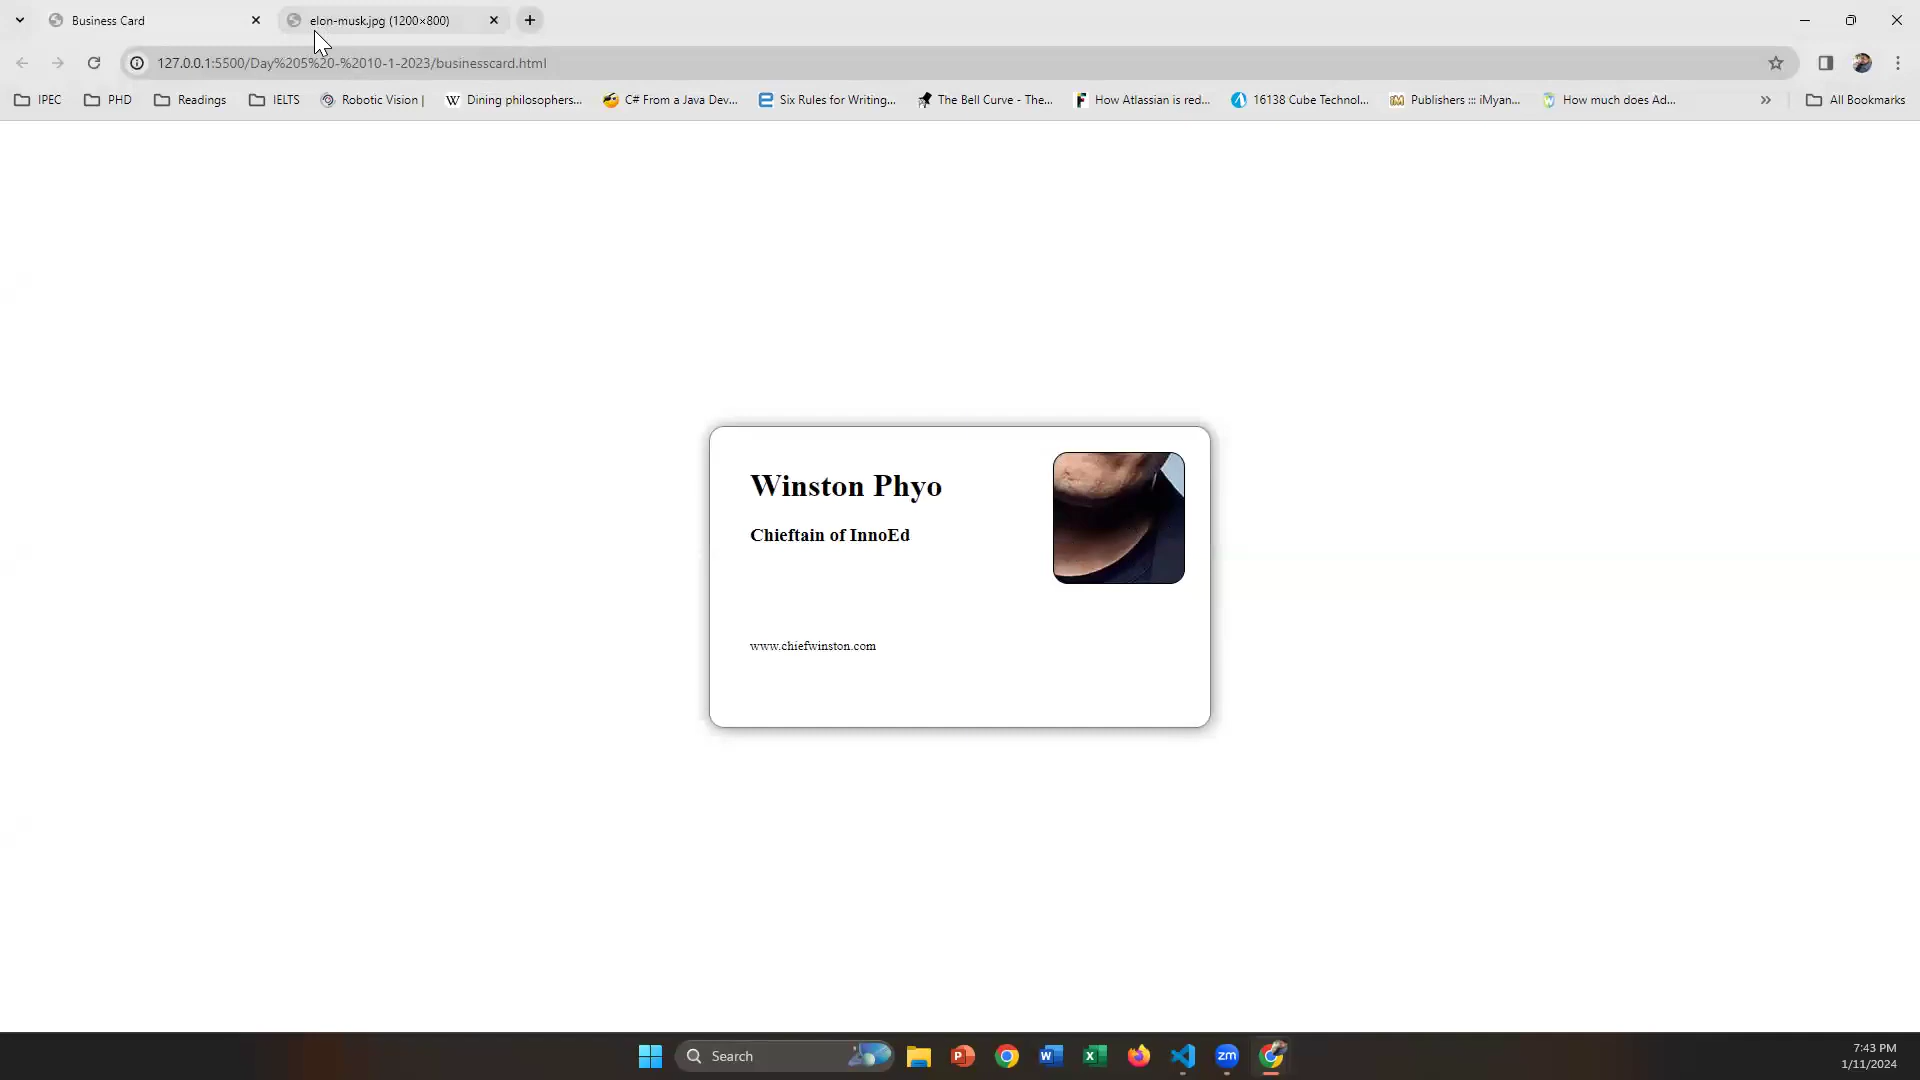 Business Card
elon-musk.jpg (1200×800)
127.0.0.1:5500/Day%205%20-%2010-1-2023/businesscard.html
IPEC
PHD
Readings
IELTS
Robotic Vision |
W Dining philosophers...
C# From a Java Dev...
Six Rules for Writing...
The Bell Curve - The...
F How Atlassian is red...
16138 Cube Technol...
Publishers ::: iMyan...
How much does Ad...
»
All Bookmarks
Winston Phyo
Chieftain of InnoEd
www.chiefwinston.com
Search
P
W
X
zm
7:43 PM
1/11/2024